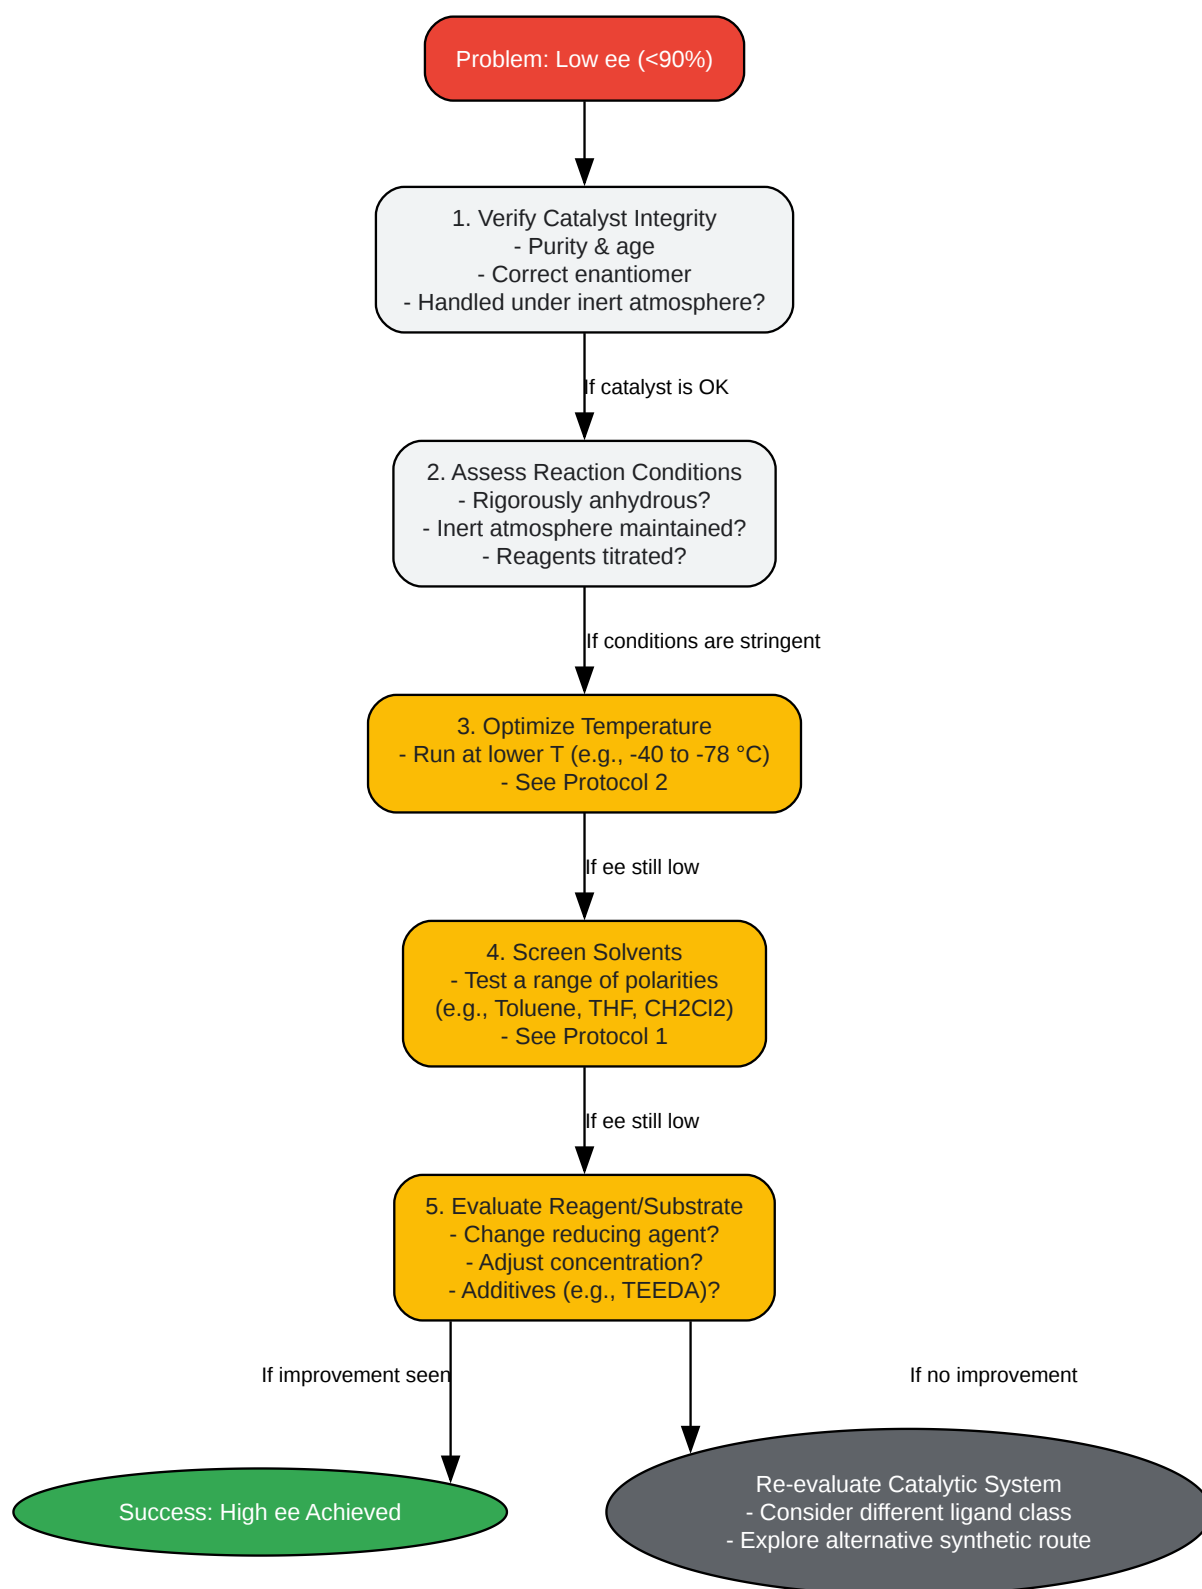 Problem: Low ee (<90%)
1. Verify Catalyst Integrity
- Purity & age
- Correct enantiomer
- Handled under inert atmosphere?
If catalyst is OK
2. Assess Reaction Conditions
- Rigorously anhydrous?
- Inert atmosphere maintained?
- Reagents titrated?
If conditions are stringent
3. Optimize Temperature
- Run at lower T (e.g., -40 to -78 °C)
- See Protocol 2
If ee still low
4. Screen Solvents
- Test a range of polarities
(e.g., Toluene, THF, CH2Cl2)
- See Protocol 1
If ee still low
5. Evaluate Reagent/Substrate
- Change reducing agent?
- Adjust concentration?
- Additives (e.g., TEEDA)?
If improvement seen
If no improvement
Success: High ee Achieved
Re-evaluate Catalytic System
- Consider different ligand class
- Explore alternative synthetic route